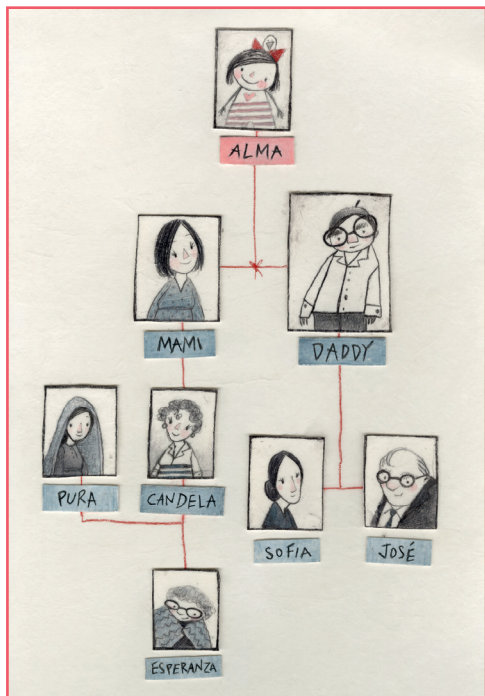 ALMA
MAMI
DADDY
PURA
CANDELA
SOFIA
JOSÉ
ESPERANZA